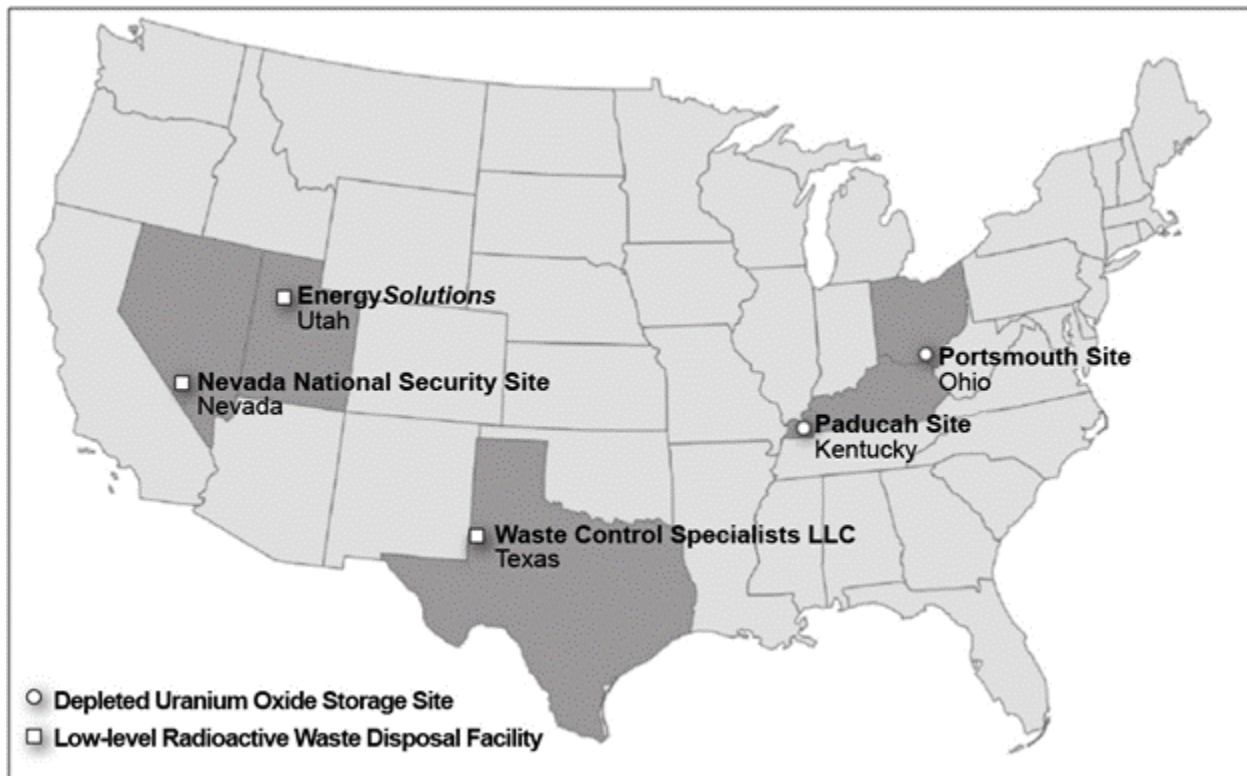 EnergySolutions
Utah
Nevada National Security Site
Nevada
Portsmouth Site
Ohio
Paducah Site
Kentucky
Waste Control Specialists LLC
Texas
Depleted Uranium Oxide Storage Site
Low-level Radioactive Waste Disposal Facility